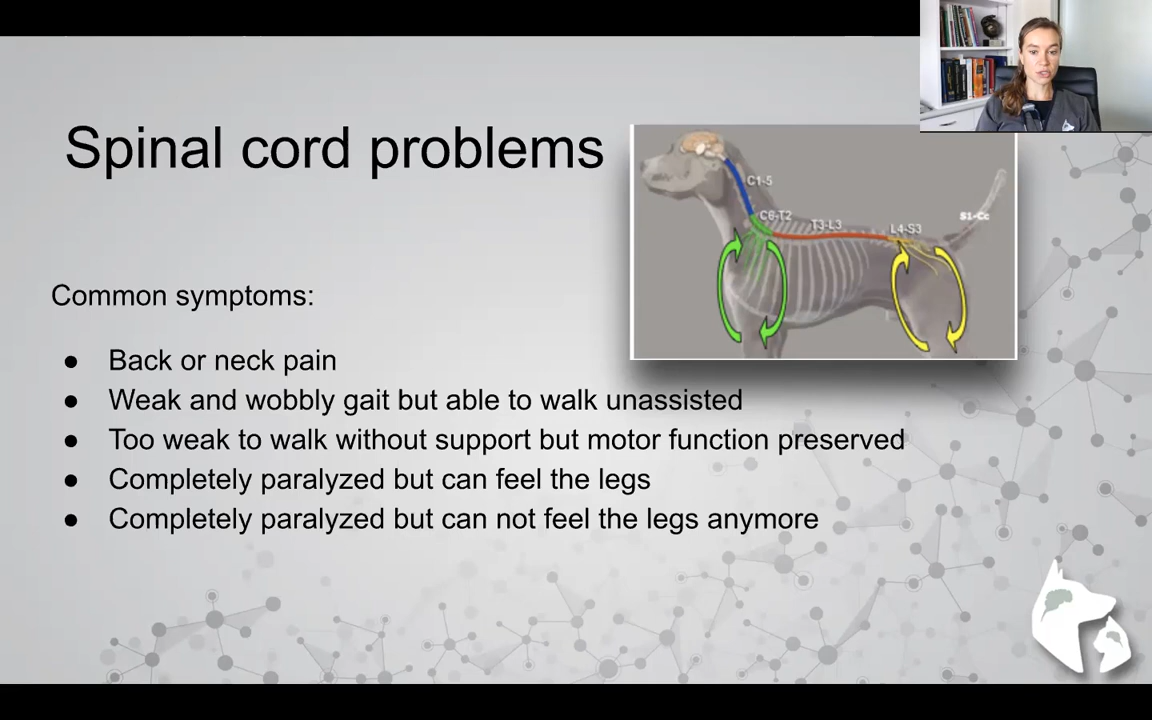 Spinal cord problems
C1-5
C6-T2
T3-L3
L4-S3
S1-Cc
Common symptoms:
● Back or neck pain
● Weak and wobbly gait but able to walk unassisted
● Too weak to walk without support but motor function preserved
● Completely paralyzed but can feel the legs
● Completely paralyzed but can not feel the legs anymore